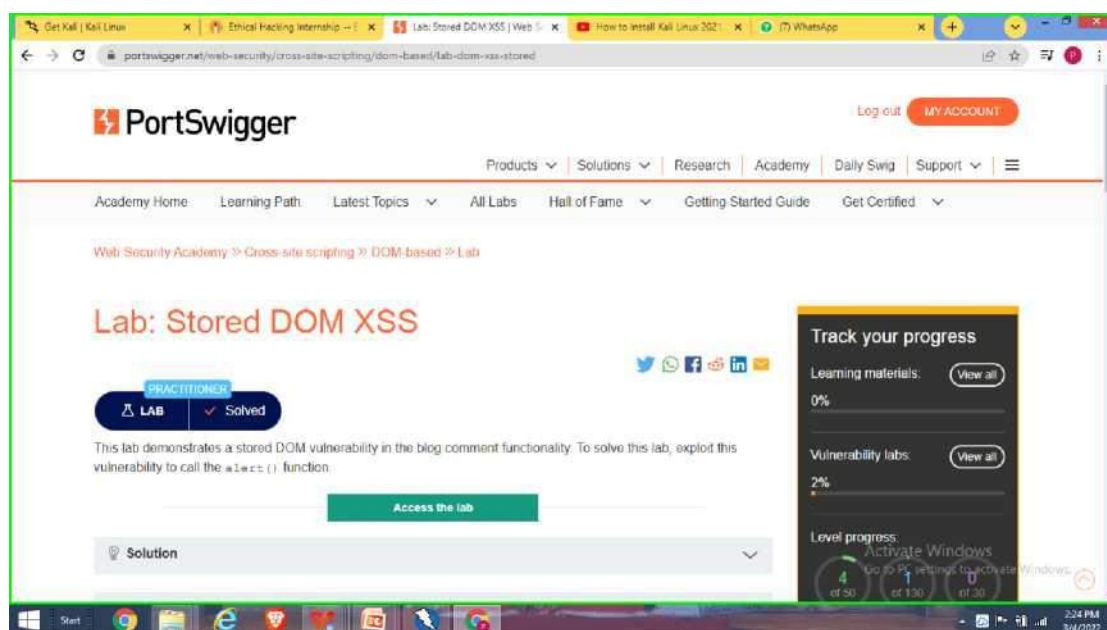 Get Kali | Kali Linux
Ethical Hacking Internship – E
Lab: Stored DOM XSS | Web S
How to Install Kali Linux 2021
(7) WhatsApp
portswigger.net/web-security/cross-site-scripting/dom-based/lab-dom-xss-stored
P
PortSwigger
Log out MY ACCOUNT
Products Solutions Research Academy Daily Swig Support
Academy Home Learning Path Latest Topics All Labs Hall of Fame Getting Started Guide Get Certified
Web Security Academy » Cross-site scripting » DOM-based » Lab
Lab: Stored DOM XSS
PRACTITIONER
LAB Solved
This lab demonstrates a stored DOM vulnerability in the blog comment functionality. To solve this lab, exploit this
vulnerability to call the alert() function.
Access the lab
Solution
Track your progress
Learning materials: View all
0%
Vulnerability labs: View all
2%
Level progress:
4 1 0
of 50 of 130 of 30
Activate Windows
Go to PC settings to activate Windows.
Start
2:24 PM
3/4/2022